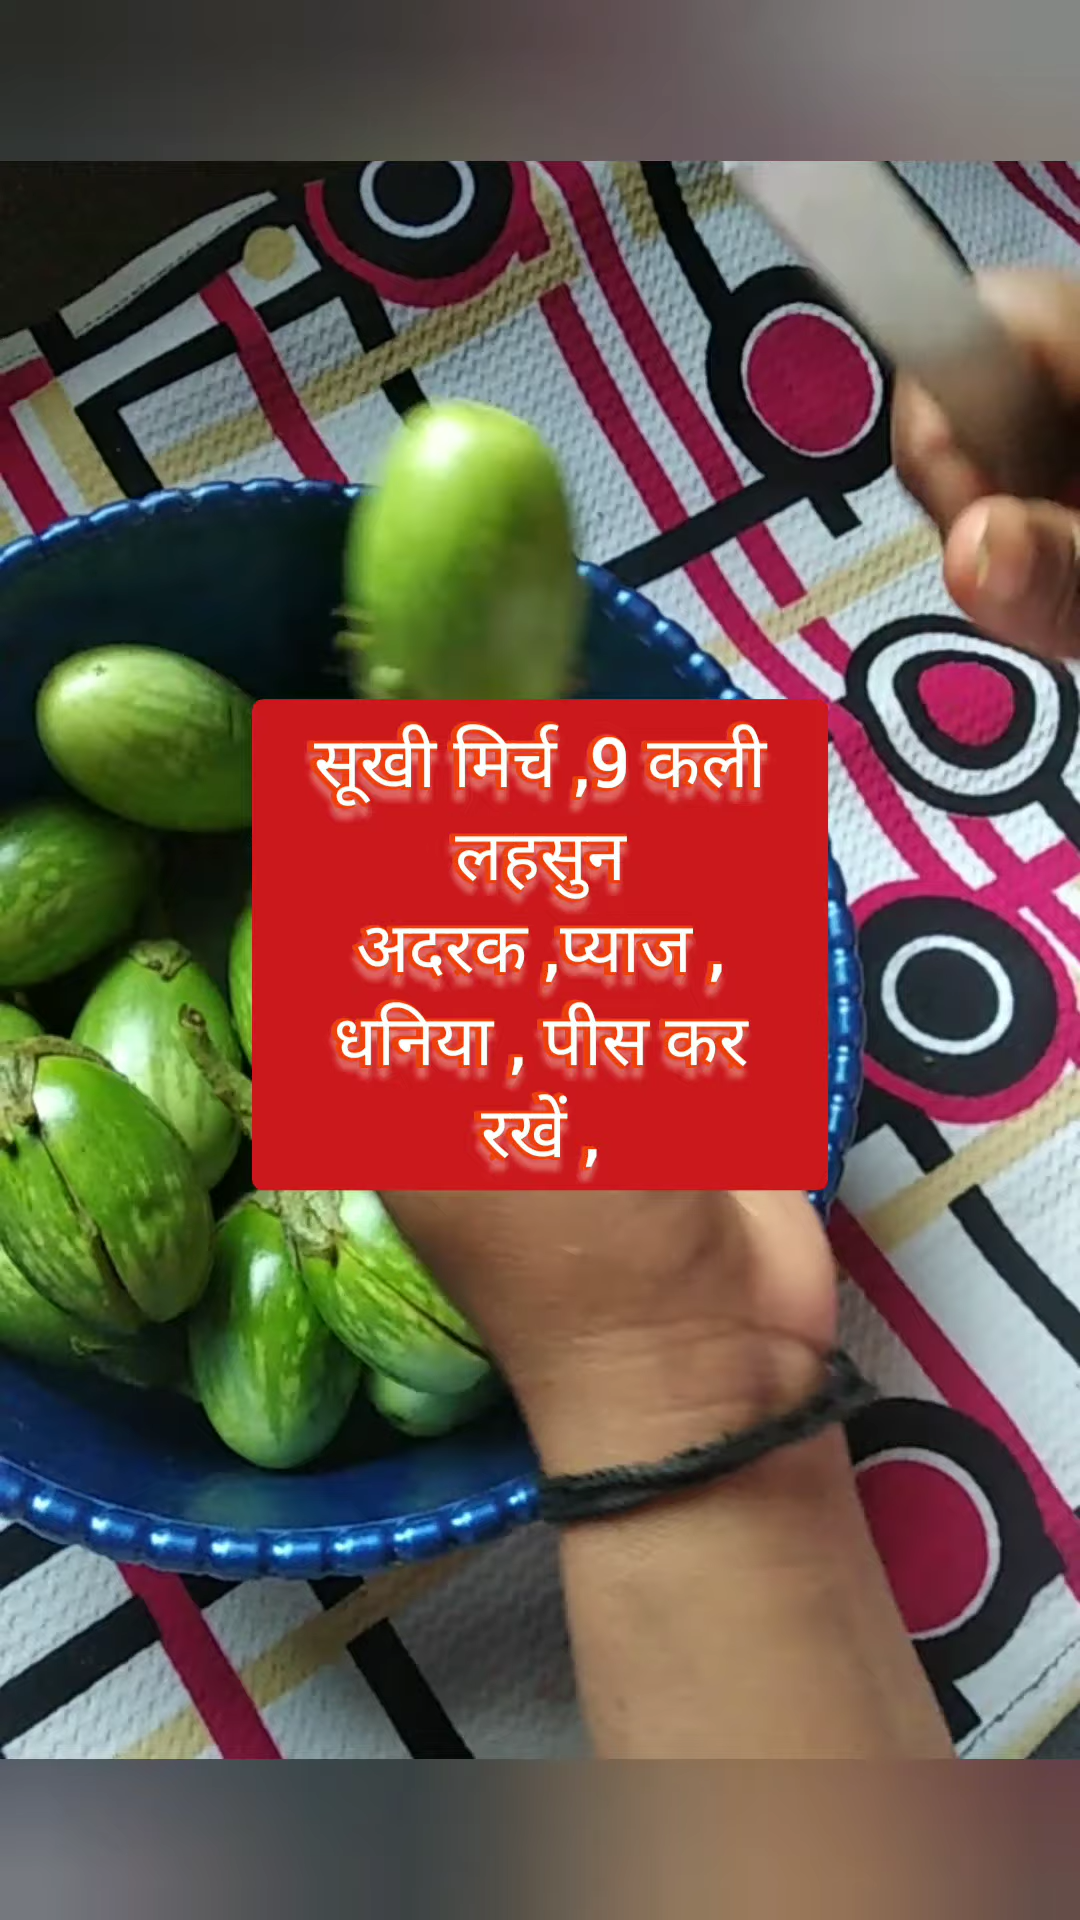 सूखी मिर्च ,9 कली
लहसुन
अदरक ,प्याज ,
धनिया , पीस कर
रखें ,